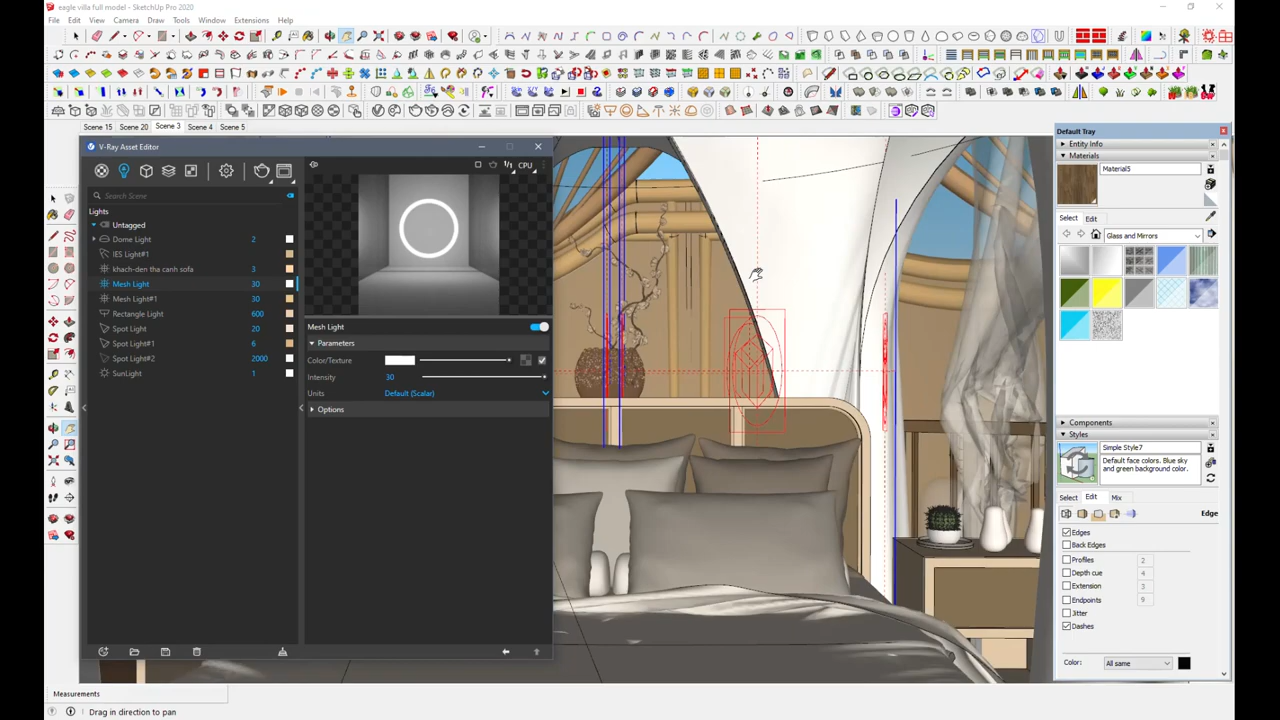 eagle villa full model - SketchUp Pro 2020
File Edit View Camera Draw Tools Window Extensions Help
Scene 15 Scene 20 Scene 3 Scene 4 Scene 5
V-Ray Asset Editor
CPU
Search Scene
Lights
Untagged
Dome Light 2
IES Light#1
khach-den tha canh sofa 3
Mesh Light 30
Mesh Light#1 30
Rectangle Light 600
Spot Light 20
Spot Light#1 6
Spot Light#2 2000
SunLight 1
Mesh Light
Parameters
Color/Texture
Intensity 30
Units Default (Scalar)
Options
Default Tray
Entity Info
Materials
Material5
Select Edit
Glass and Mirrors
Components
Styles
Simple Style7
Default face colors. Blue sky
and green background color.
Select Edit Mix
Edge
Edges
Back Edges
Profiles 2
Depth cue 4
Extension 3
Endpoints 9
Jitter
Dashes
Color: All same
Measurements
Drag in direction to pan